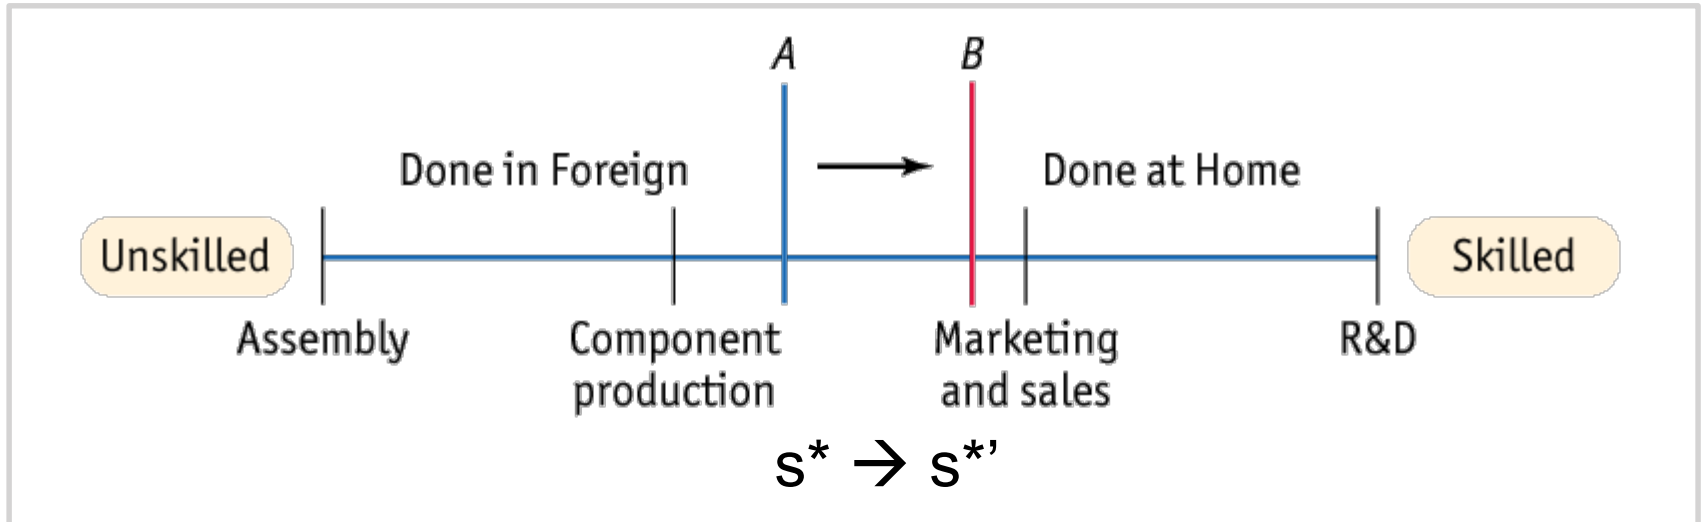 A
B
Done in Foreign
Done at Home
Unskilled
Skilled
Assembly
Component
production
Marketing
and sales
R&D
s* → s*’